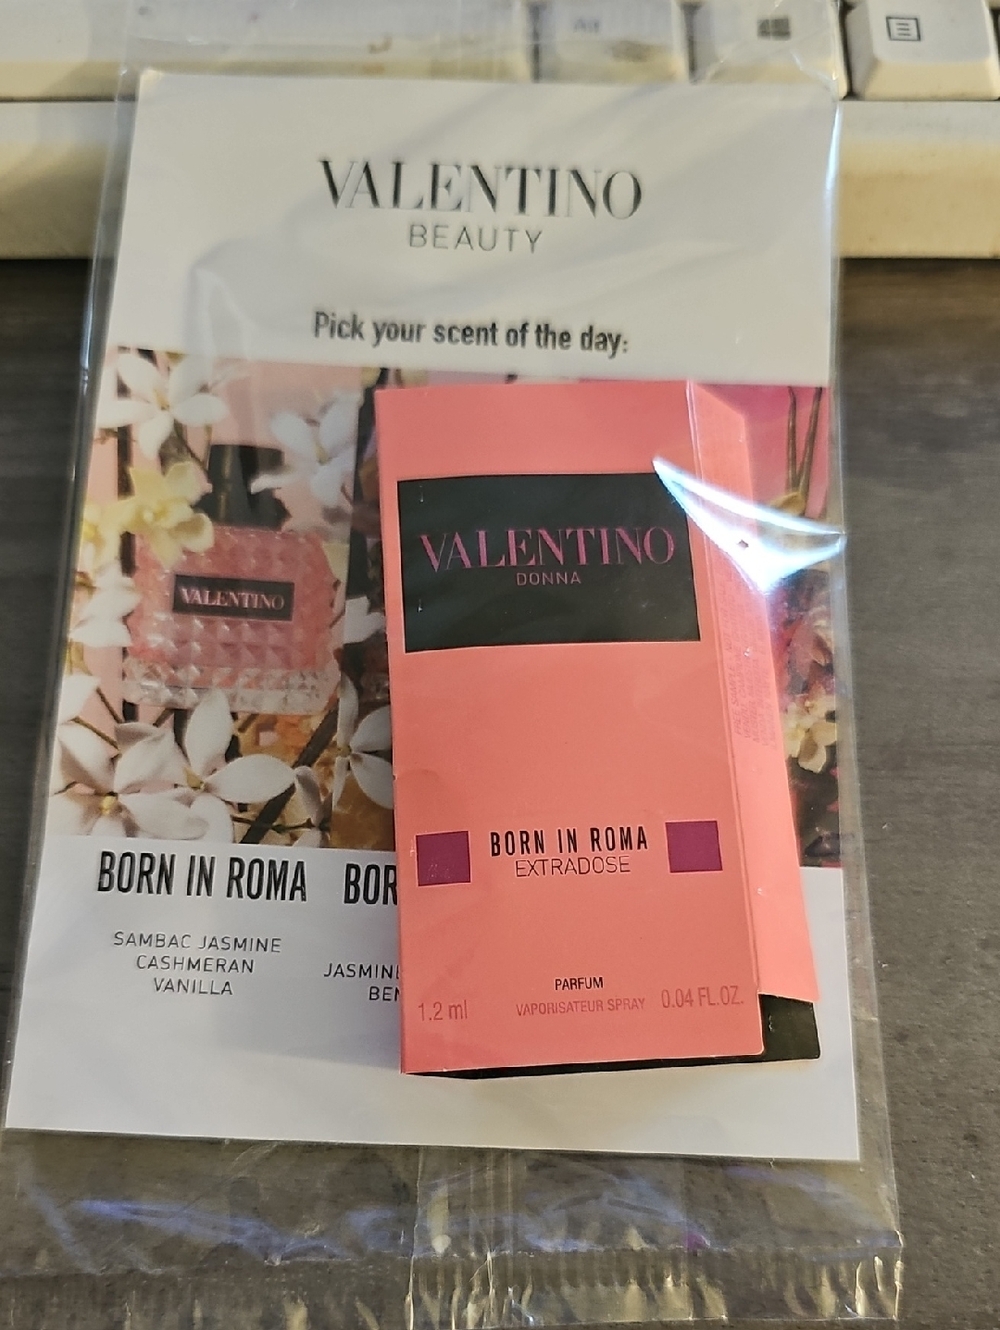 Alt
VALENTINO
BEAUTY
Pick your scent of the day:
VALENTINO
VALENTINO
DONNA
BORN IN ROMA
EXTRADOSE
BORN IN ROMA
SAMBAC JASMINE
CASHMERAN
VANILLA
PARFUM
1.2 ml VAPORISATEUR SPRAY 0.04 FL.OZ.